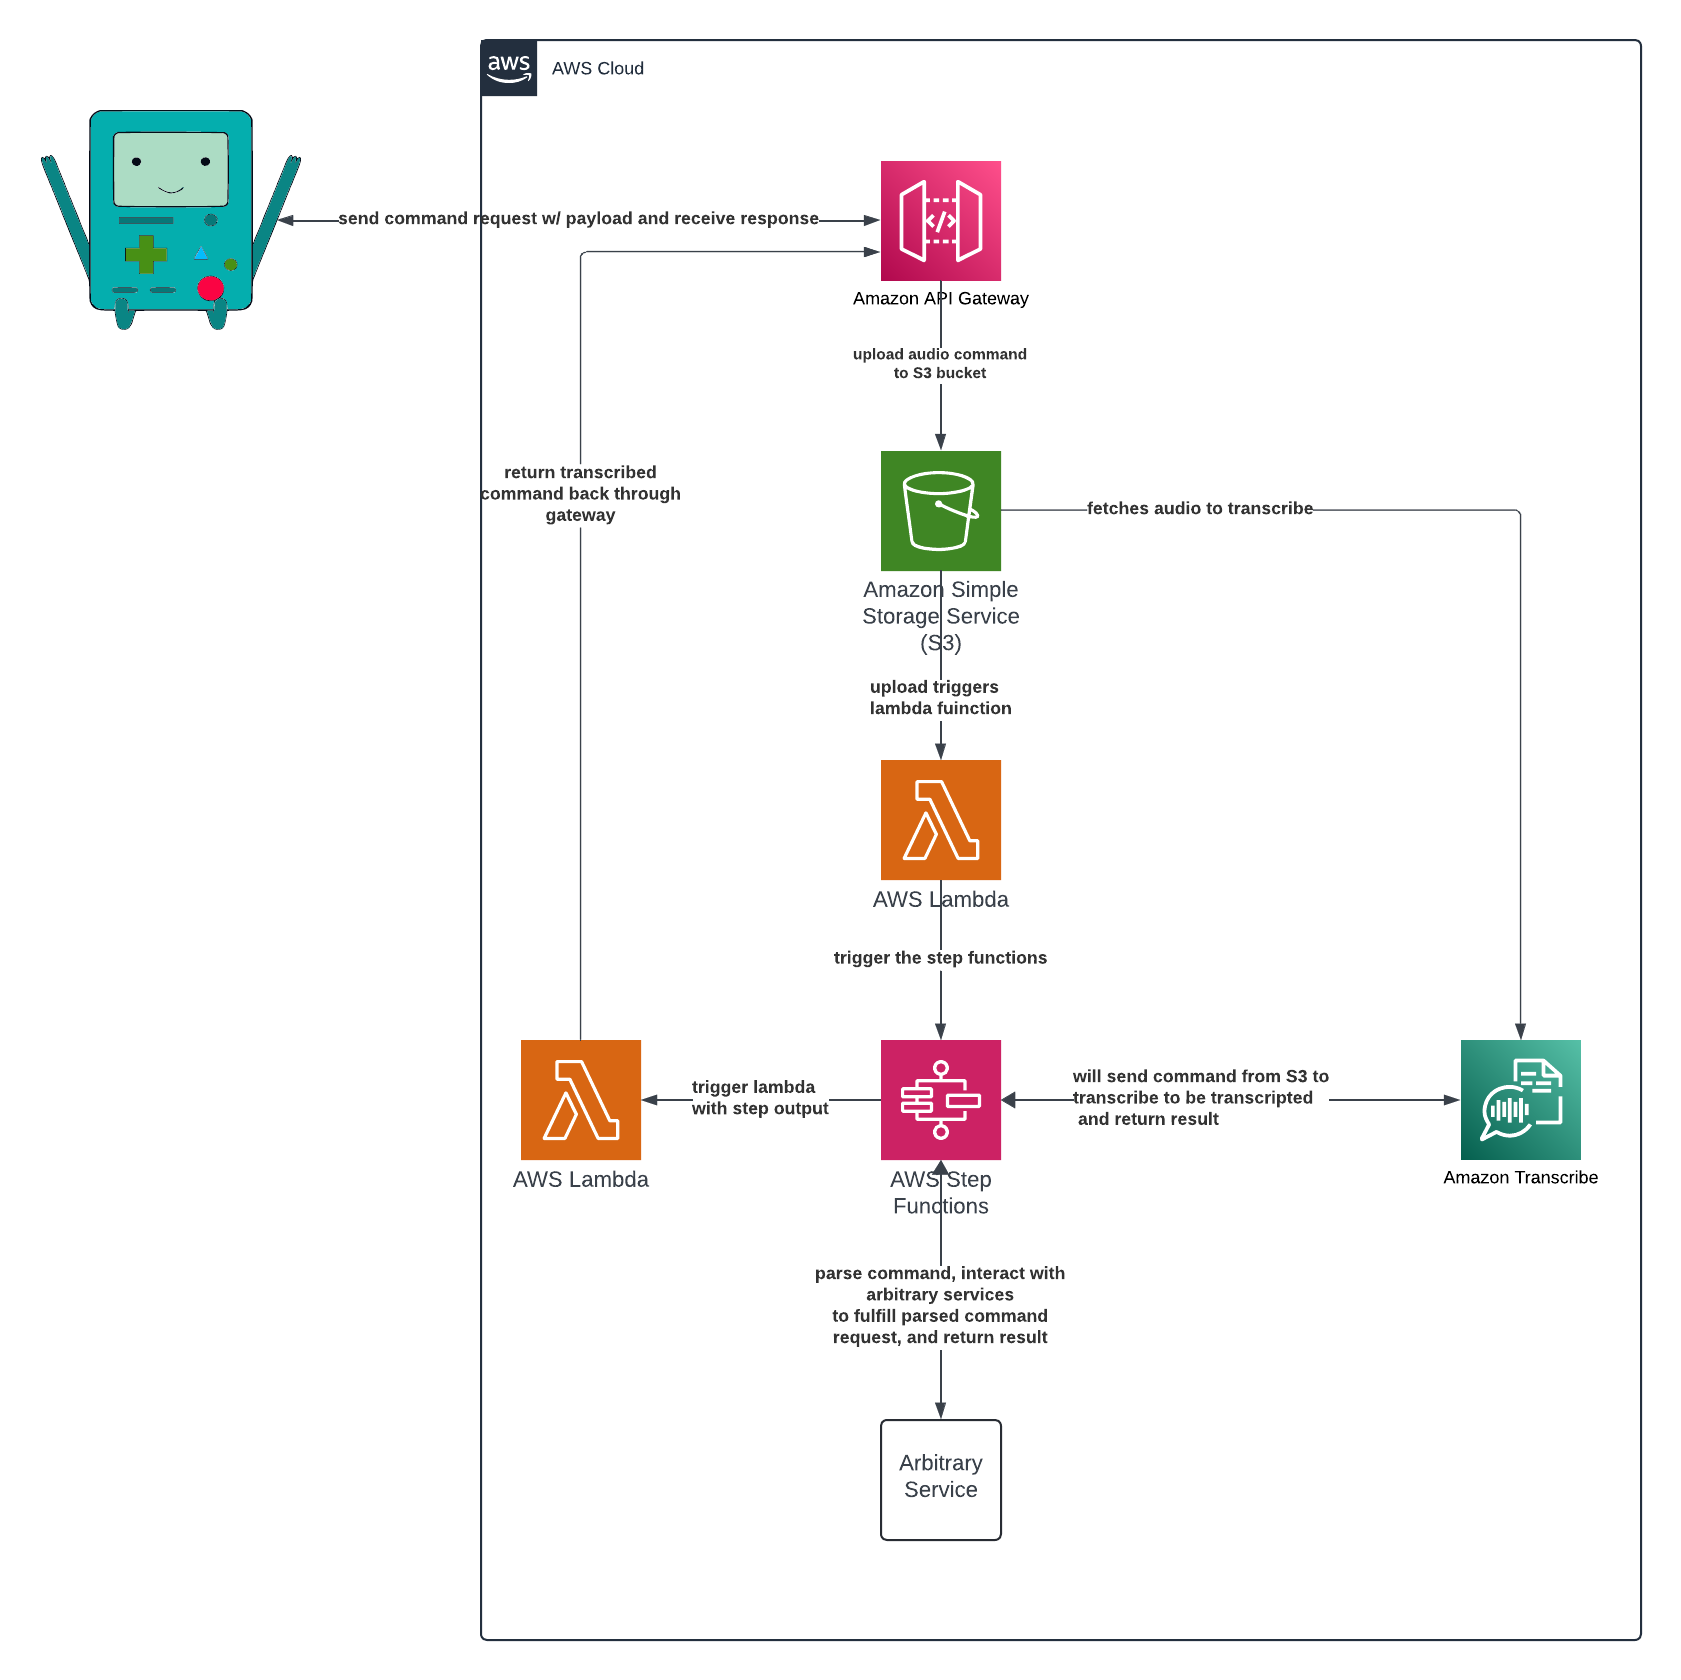 aws
AWS Cloud
send command request w/ payload and receive response
Amazon API Gateway
upload audio command
to S3 bucket
return transcribed
command back through
gateway
fetches audio to transcribe
Amazon Simple
Storage Service
(S3)
upload triggers
lambda fuinction
AWS Lambda
trigger the step functions
trigger lambda
with step output
will send command from S3 to
transcribe to be transcripted
and return result
AWS Lambda
AWS Step
Functions
Amazon Transcribe
parse command, interact with
arbitrary services
to fulfill parsed command
request, and return result
Arbitrary
Service